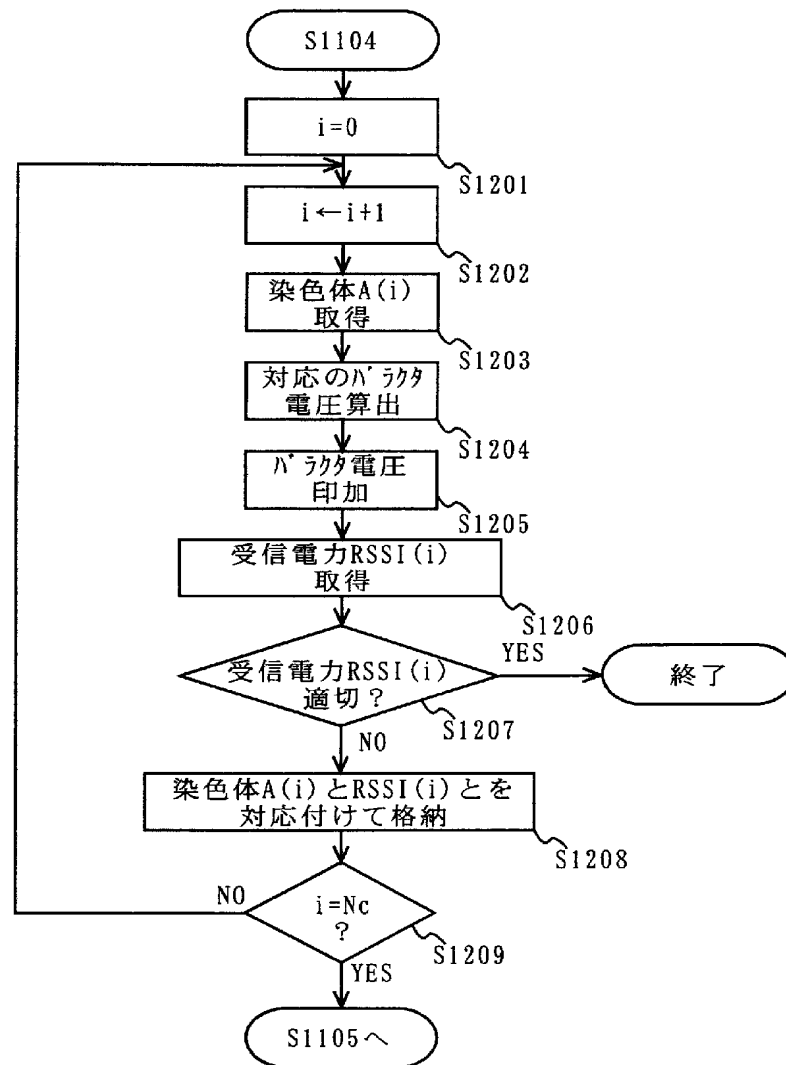 S1104
i=0
S1201
i←i+1
S1202
染色体A(i)
取得
S1203
対応のﾊﾞﾗｸﾀ
電圧算出
S1204
ﾊﾞﾗｸﾀ電圧
印加
S1205
受信電力RSSI(i)
取得
S1206
受信電力RSSI(i)
適切?
YES
終了
S1207
NO
染色体A(i)とRSSI(i)とを
対応付けて格納
S1208
NO
i=Nc
?
S1209
YES
S1105へ